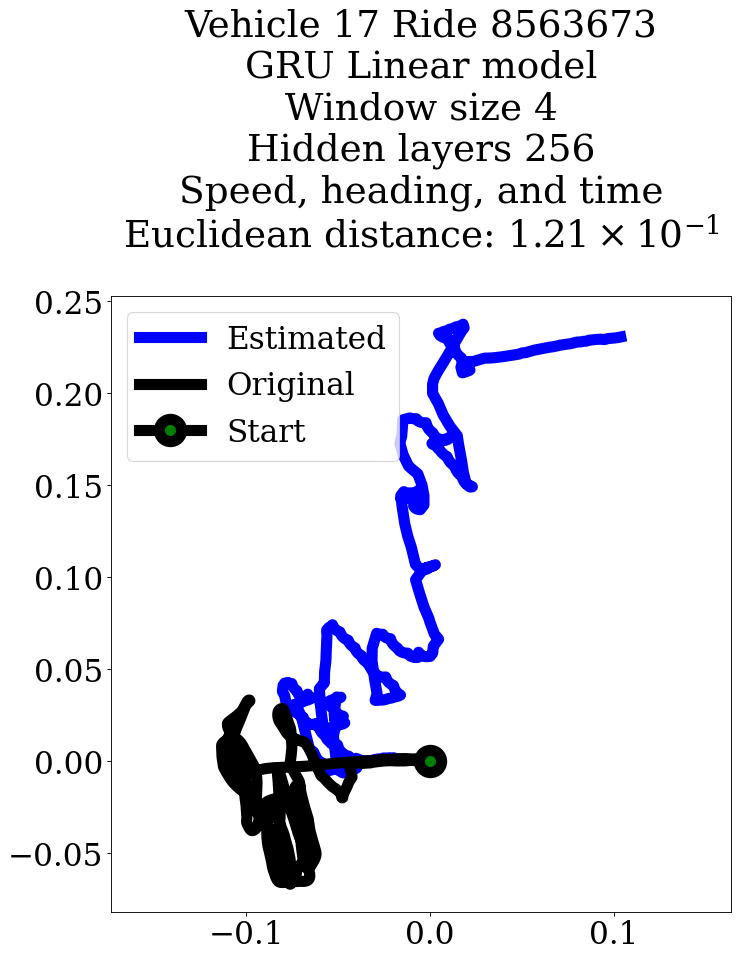 Vehicle 17 Ride 8563673
GRU Linear model
Window size 4
Hidden layers 256
Speed, heading, and time
Euclidean distance: 1.21 × 10⁻¹
0.25
0.20
0.15
0.10
0.05
0.00
−0.05
Estimated
Original
Start
−0.1 0.0 0.1